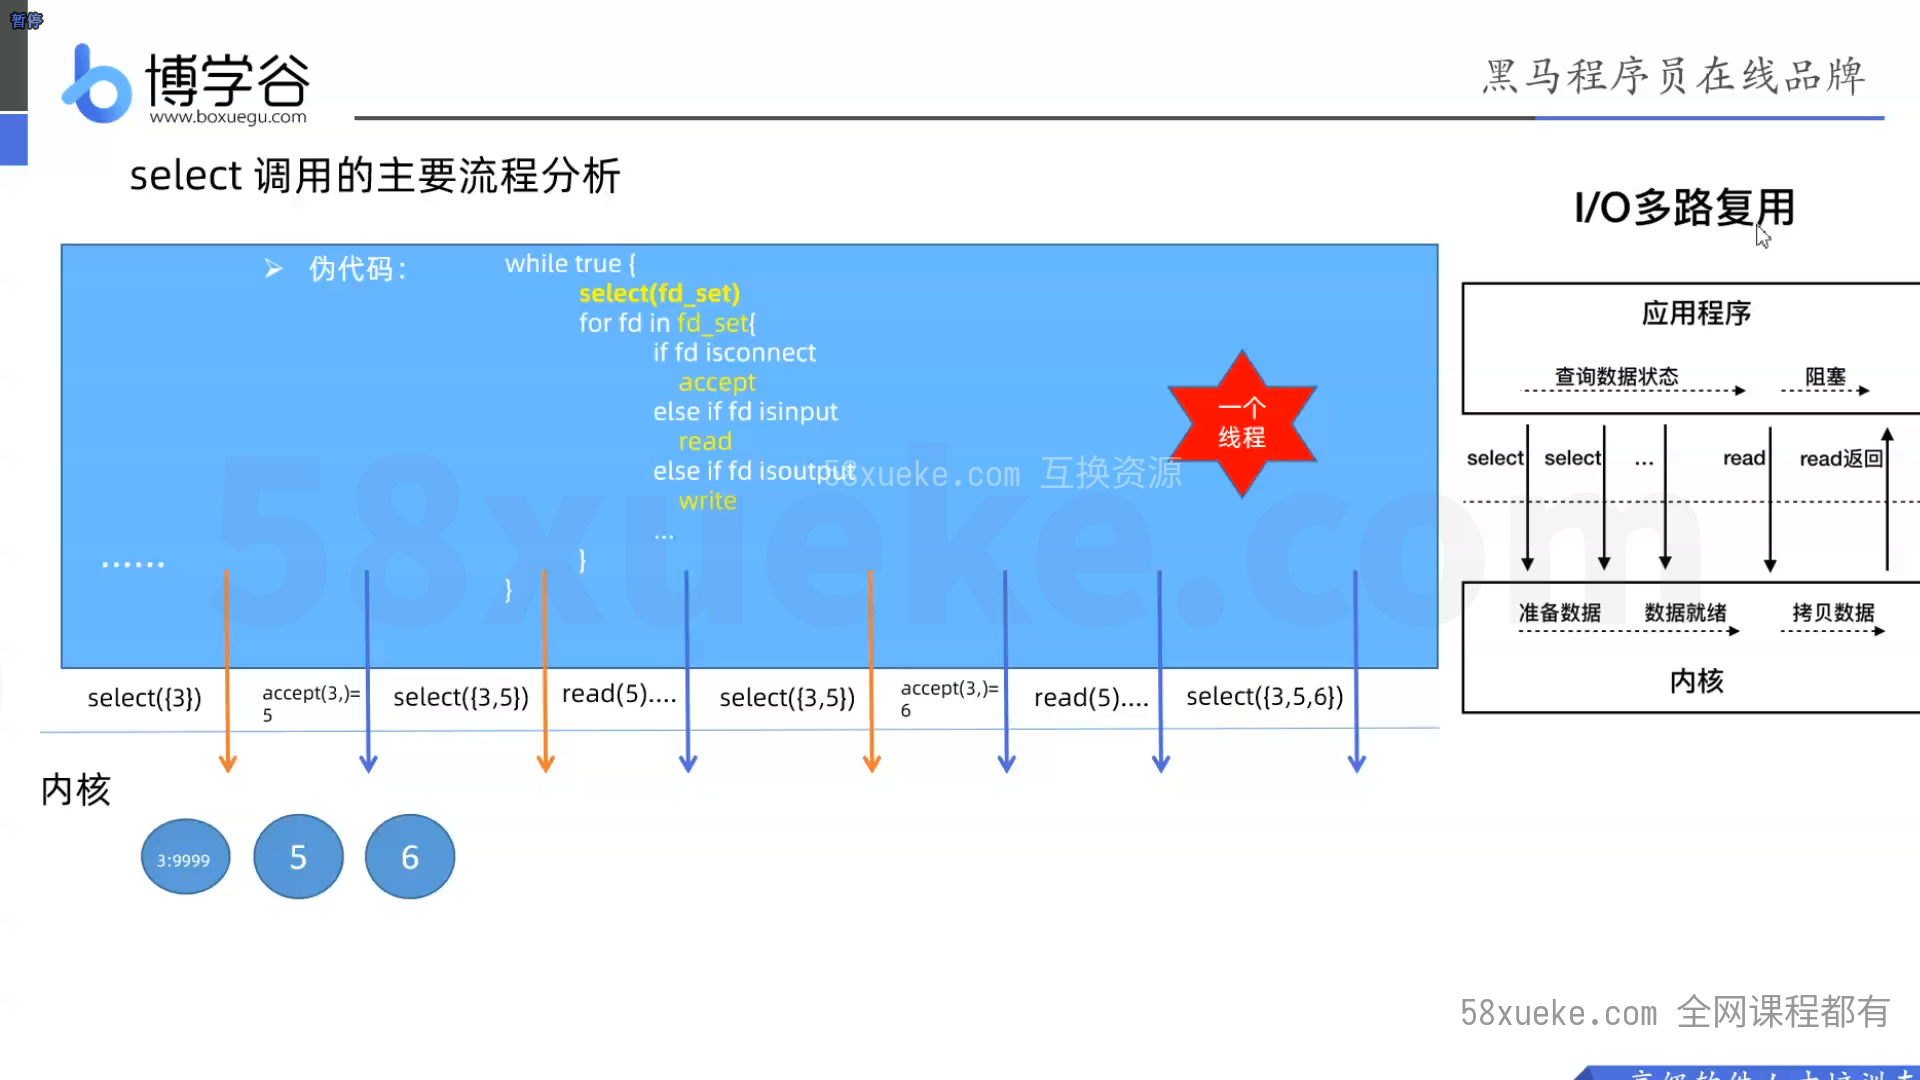 暂停
博学谷
www.boxuegu.com
黑马程序员在线品牌
select 调用的主要流程分析
I/O多路复用
伪代码：
while true {
select(fd_set)
for fd in fd_set{
if fd isconnect
accept
else if fd isinput
read
else if fd isoutput
write
...
}
}
一个
线程
......
58xueke.com 互换资源
58xueke.com
select({3})
accept(3,)=
5
select({3,5})
read(5)....
select({3,5})
accept(3,)=
6
read(5)....
select({3,5,6})
内核
3:9999
5
6
应用程序
查询数据状态
阻塞
select
select
...
read
read返回
准备数据
数据就绪
拷贝数据
内核
58xueke.com 全网课程都有